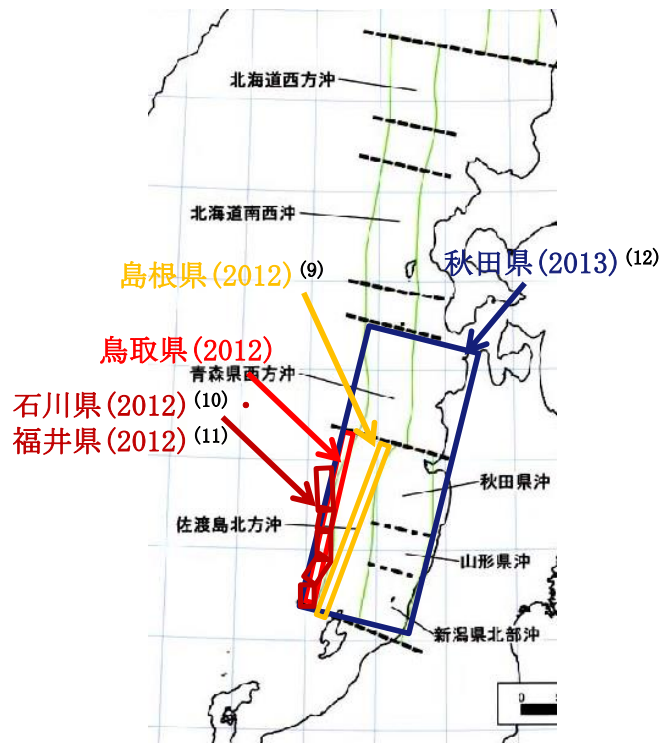 北海道西方沖
北海道南西沖
島根県(2012)(9)
秋田県(2013)(12)
鳥取県(2012)
青森県西方沖
石川県(2012)(10)・
福井県(2012)(11)
秋田県沖
佐渡島北方沖
山形県沖
新潟県北部沖
0